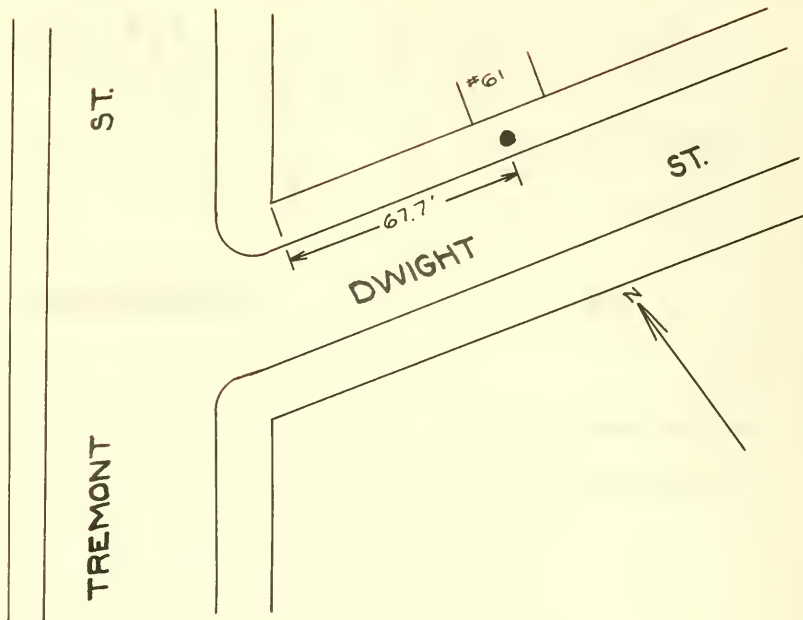 #61
ST.
ST.
67.7'
DWIGHT
N
TREMONT